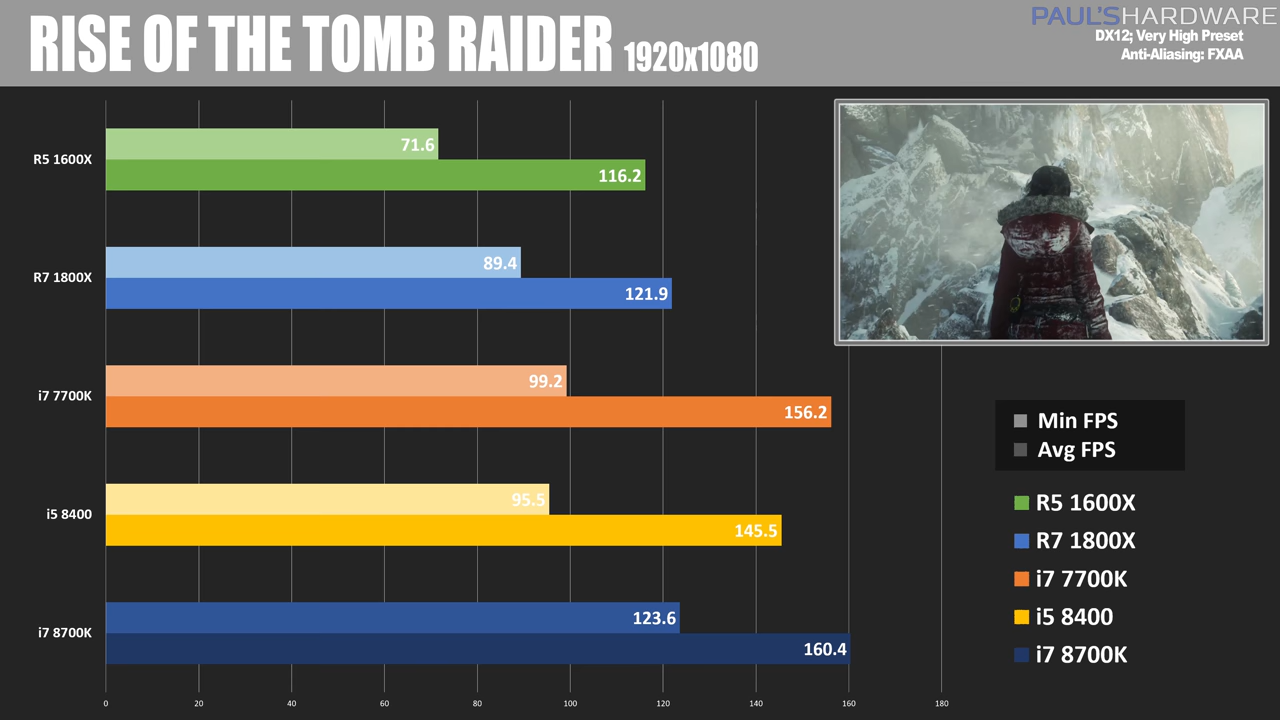 RISE OF THE TOMB RAIDER 1920x1080
PAUL'SHARDWARE
DX12; Very High Preset
Anti-Aliasing: FXAA
R5 1600X
71.6
116.2
R7 1800X
89.4
121.9
i7 7700K
99.2
156.2
i5 8400
95.5
145.5
i7 8700K
123.6
160.4
0 20 40 60 80 100 120 140 160 180
Min FPS
Avg FPS
R5 1600X
R7 1800X
i7 7700K
i5 8400
i7 8700K